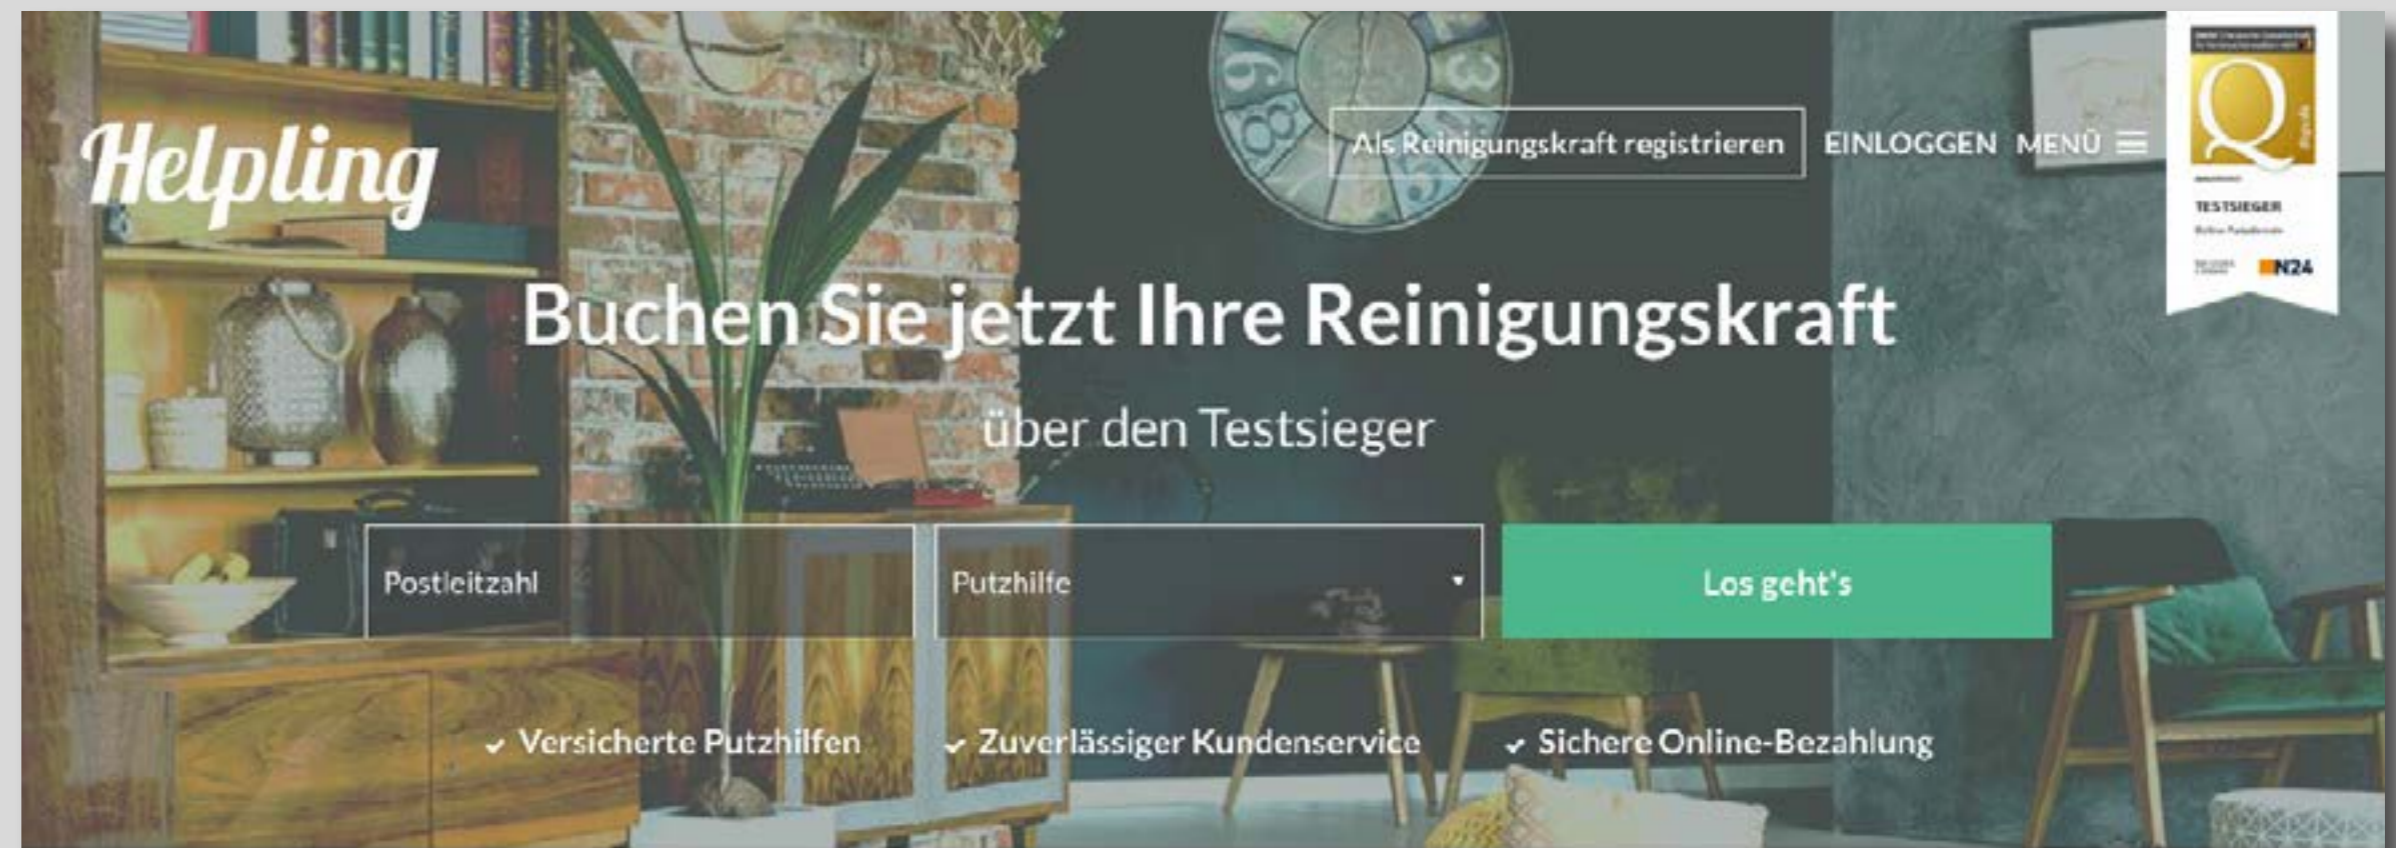 Helpling
Als Reinigungskraft registrieren
EINLOGGEN
MENÜ
Q
TESTSIEGER
N24
Buchen Sie jetzt Ihre Reinigungskraft
über den Testsieger
Postleitzahl
Putzhilfe
Los geht's
Versicherte Putzhilfen
Zuverlässiger Kundenservice
Sichere Online-Bezahlung